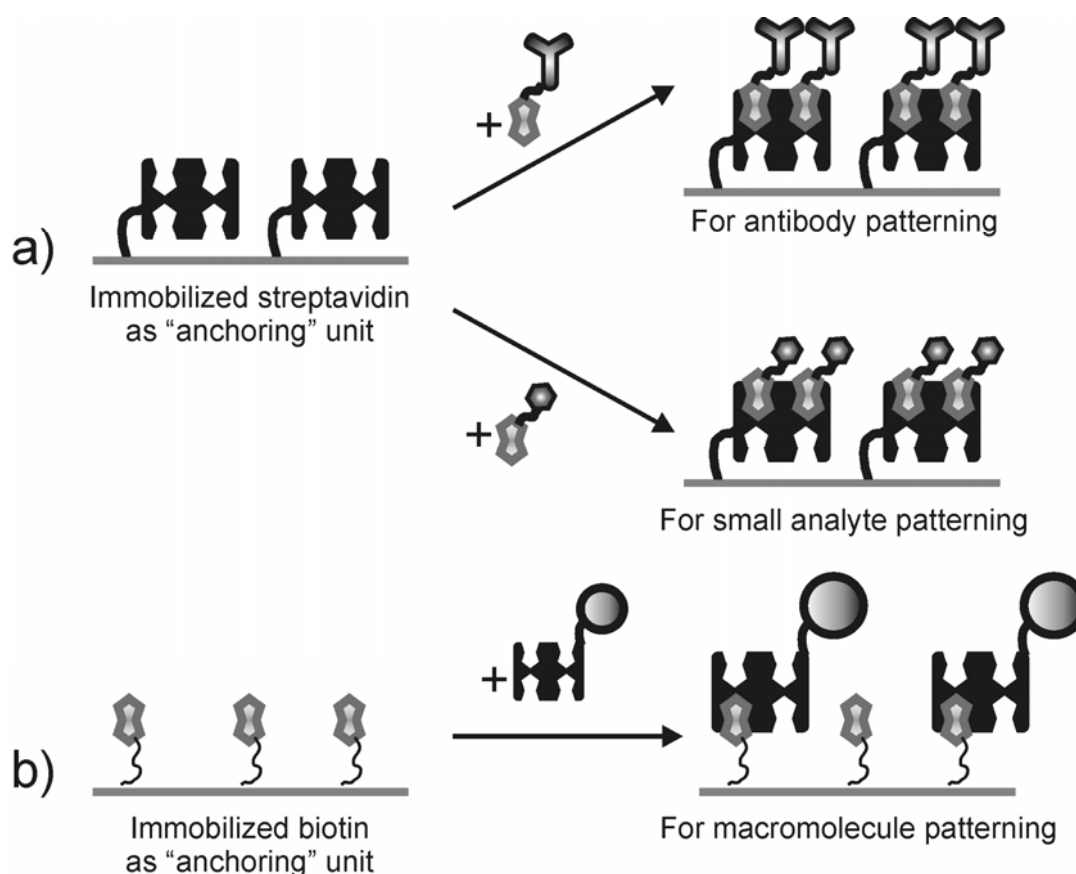 +
For antibody patterning
a)
Immobilized streptavidin
as “anchoring” unit
+
For small analyte patterning
+
b)
Immobilized biotin
as “anchoring” unit
For macromolecule patterning